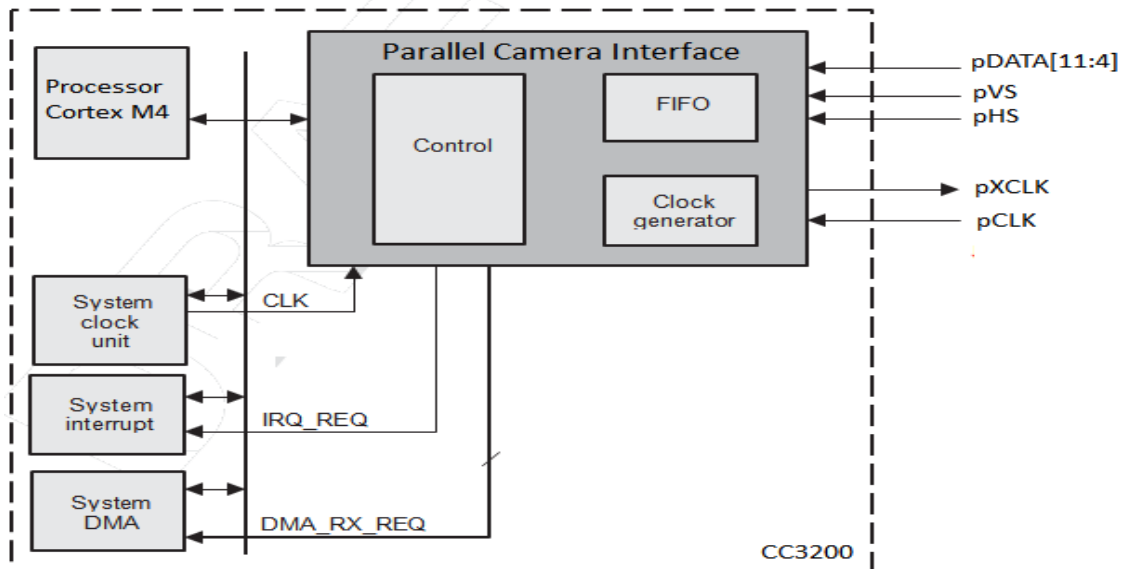 Parallel Camera Interface
Processor
Cortex M4
Control
FIFO
Clock
generator
pDATA[11:4]
pVS
pHS
pXCLK
pCLK
System
clock
unit
CLK
System
interrupt
IRQ_REQ
System
DMA
DMA_RX_REQ
CC3200